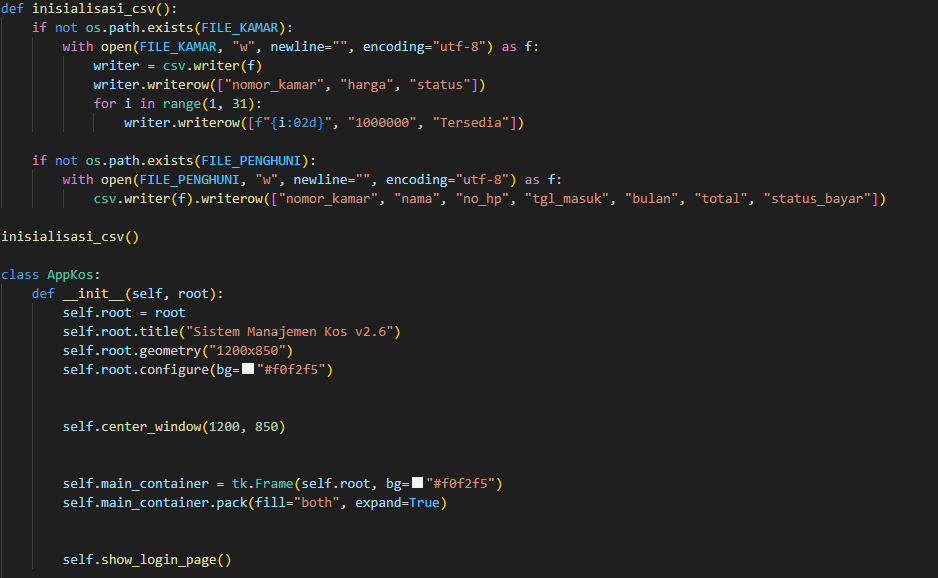 def inisialisasi_csv():
    if not os.path.exists(FILE_KAMAR):
        with open(FILE_KAMAR, "w", newline="", encoding="utf-8") as f:
            writer = csv.writer(f)
            writer.writerow(["nomor_kamar", "harga", "status"])
            for i in range(1, 31):
                writer.writerow([f"{i:02d}", "1000000", "Tersedia"])

    if not os.path.exists(FILE_PENGHUNI):
        with open(FILE_PENGHUNI, "w", newline="", encoding="utf-8") as f:
            csv.writer(f).writerow(["nomor_kamar", "nama", "no_hp", "tgl_masuk", "bulan", "total", "status_bayar"])

inisialisasi_csv()

class AppKos:
    def __init__(self, root):
        self.root = root
        self.root.title("Sistem Manajemen Kos v2.6")
        self.root.geometry("1200x850")
        self.root.configure(bg="#f0f2f5")

        self.center_window(1200, 850)

        self.main_container = tk.Frame(self.root, bg="#f0f2f5")
        self.main_container.pack(fill="both", expand=True)

        self.show_login_page()